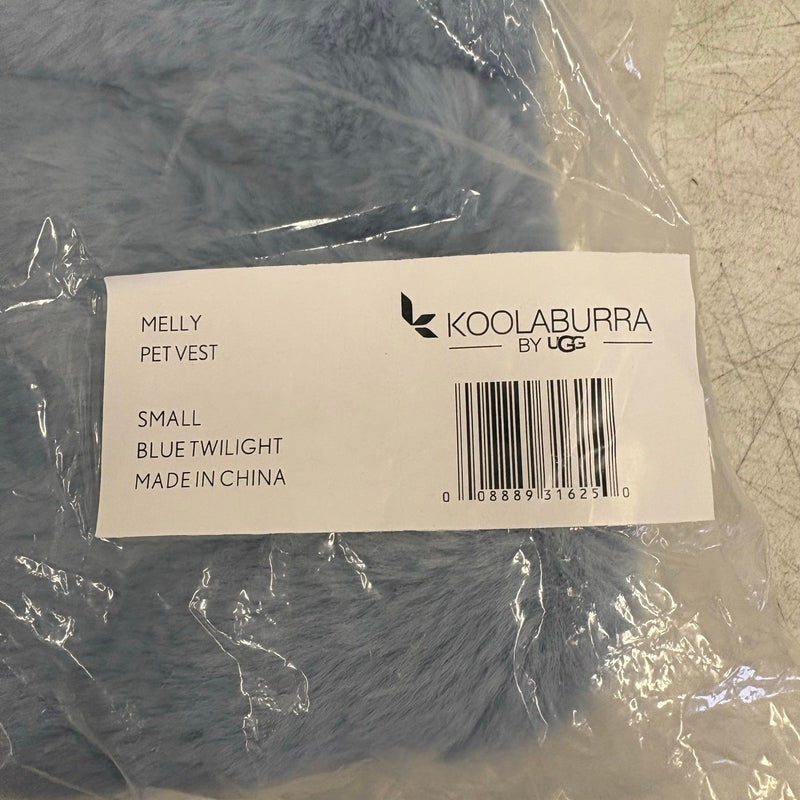 MELLY
PET VEST
SMALL
BLUE TWILIGHT
MADE IN CHINA
KOOLABURRA
BY UGG
0 08889 31625 0